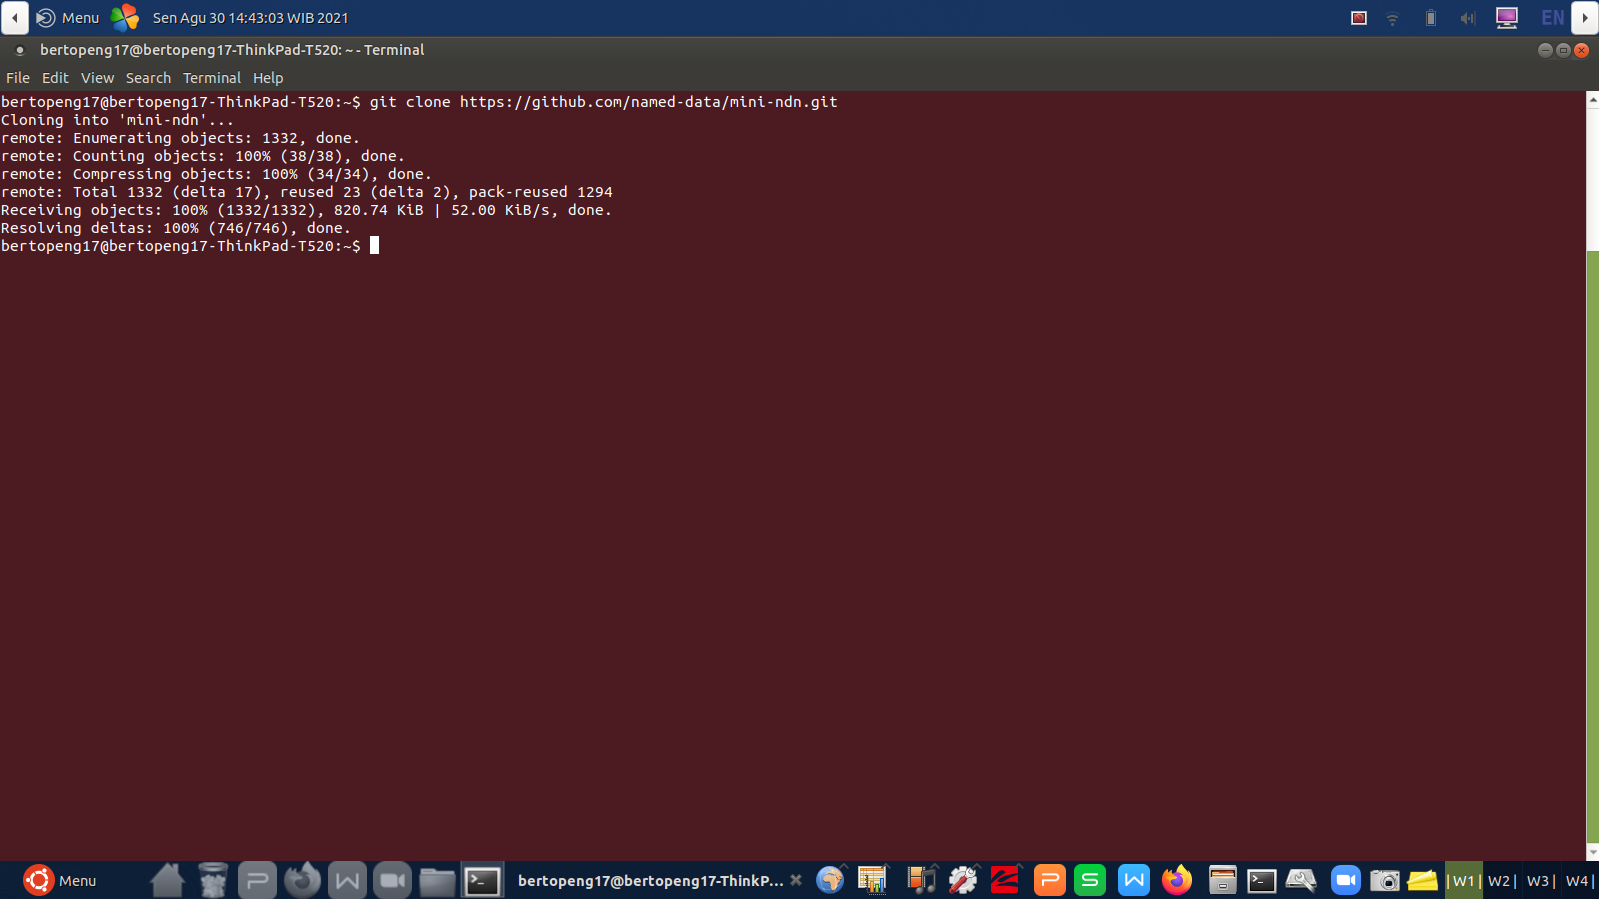 Menu Sen Agu 30 14:43:03 WIB 2021 EN
bertopeng17@bertopeng17-ThinkPad-T520: ~ - Terminal
File Edit View Search Terminal Help
bertopeng17@bertopeng17-ThinkPad-T520:~$ git clone https://github.com/named-data/mini-ndn.git
Cloning into 'mini-ndn'...
remote: Enumerating objects: 1332, done.
remote: Counting objects: 100% (38/38), done.
remote: Compressing objects: 100% (34/34), done.
remote: Total 1332 (delta 17), reused 23 (delta 2), pack-reused 1294
Receiving objects: 100% (1332/1332), 820.74 KiB | 52.00 KiB/s, done.
Resolving deltas: 100% (746/746), done.
bertopeng17@bertopeng17-ThinkPad-T520:~$
Menu bertopeng17@bertopeng17-ThinkP... |W1| W2| W3| W4|